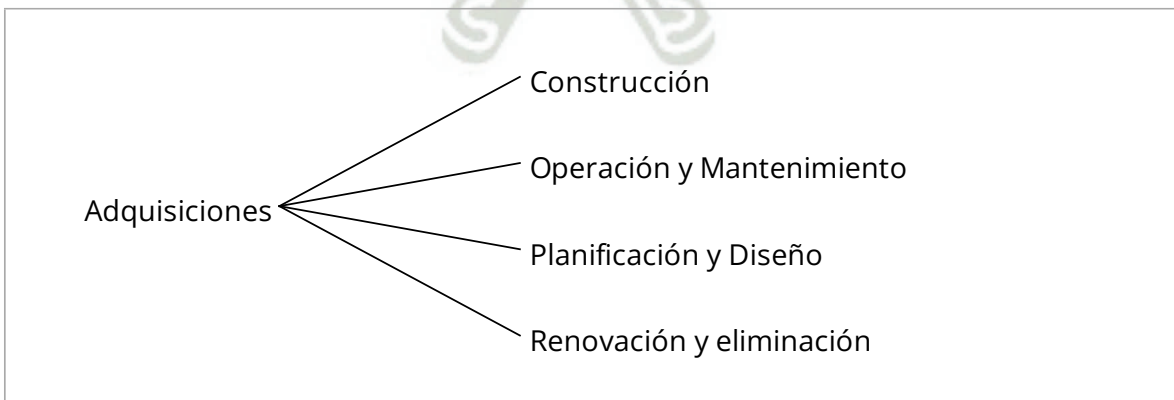 Construcción
Operación y Mantenimiento
Adquisiciones
Planificación y Diseño
Renovación y eliminación